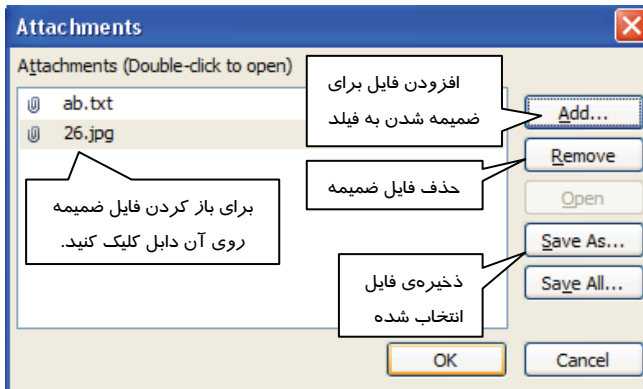 Attachments
Attachments (Double-click to open)
ab.txt
26.jpg
افزودن فایل برای
ضمیمه شدن به فیلد
حذف فایل ضمیمه
برای باز کردن فایل ضمیمه
روی آن دابل کلیک کنید.
ذخیره‌ی فایل
انتخاب شده
Add...
Remove
Open
Save As...
Save All...
OK
Cancel